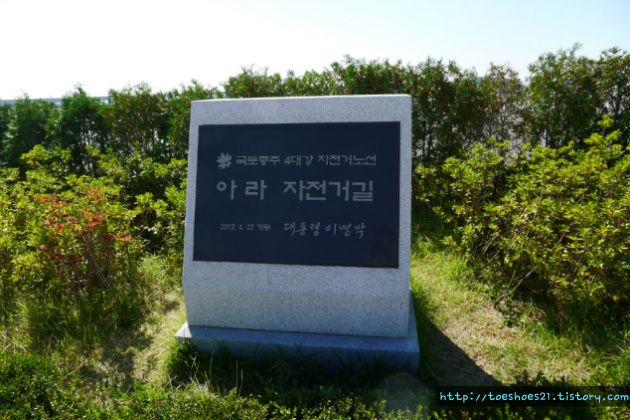 국토종주 4대강 자전거노선
아라 자전거길
2012. 4. 22 개통 대통령 이명박
http://toeshoes21.tistory.com